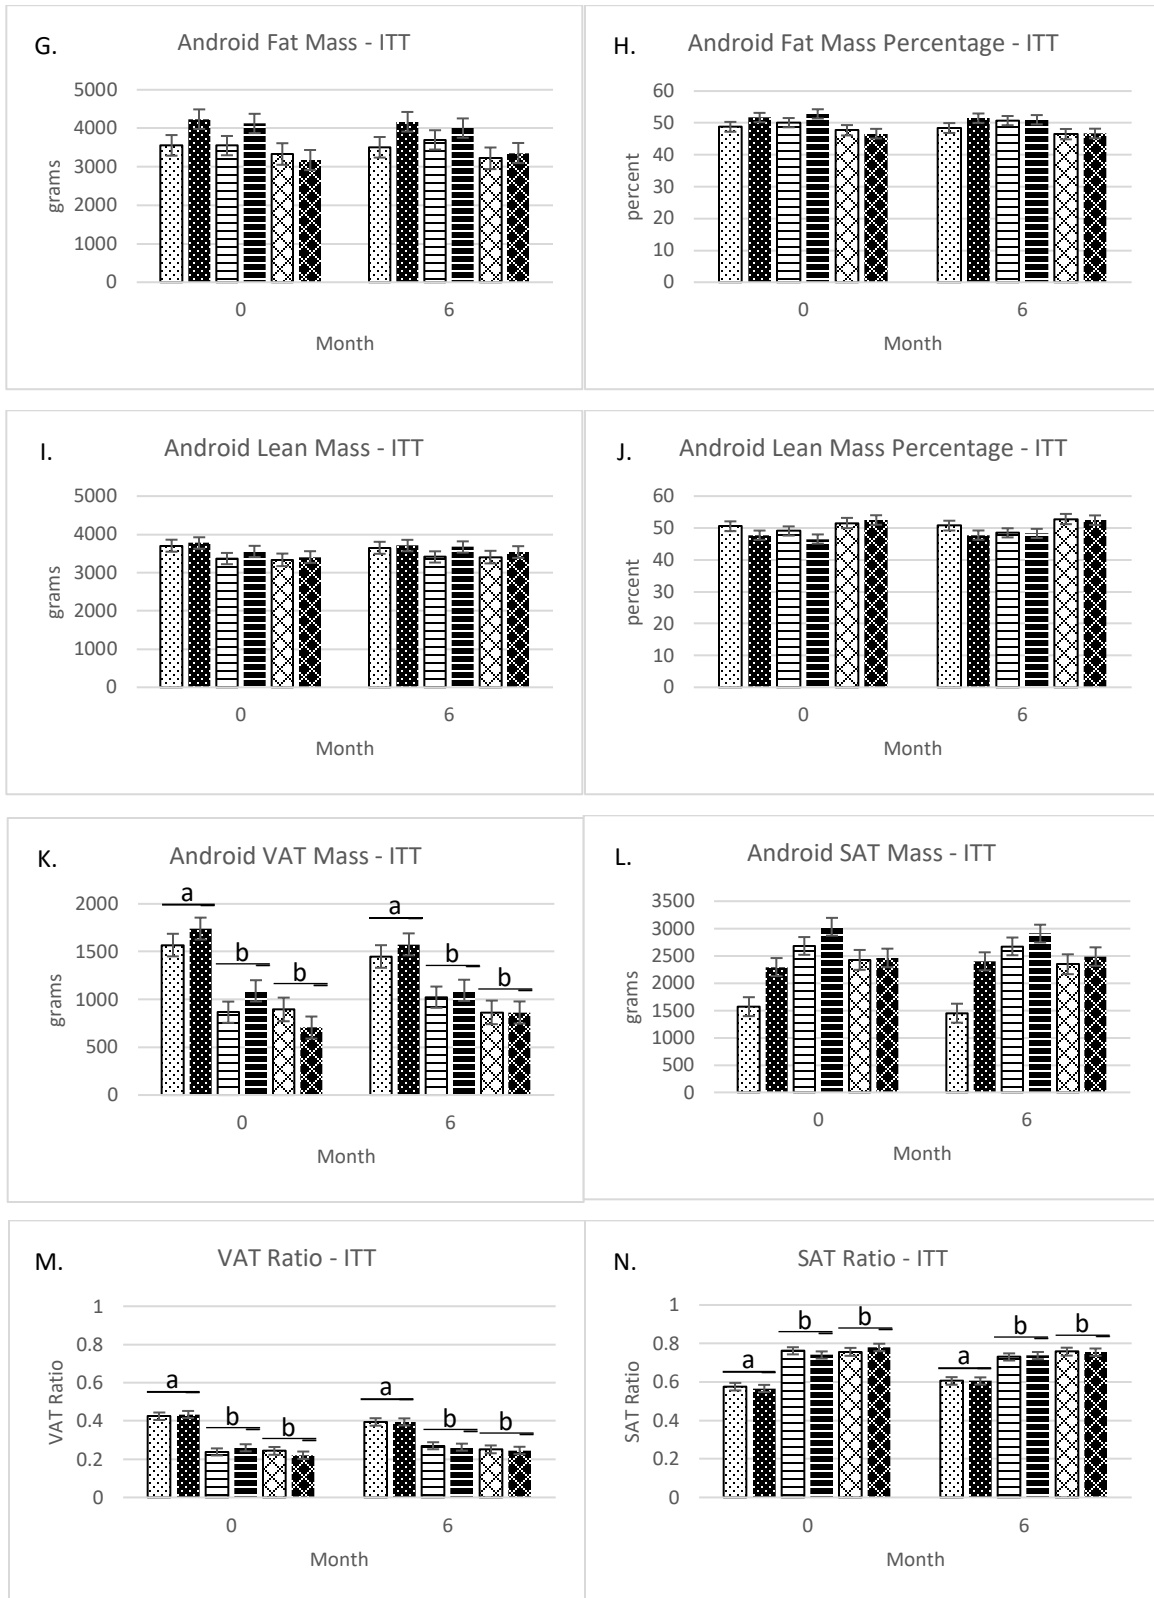 G.
Android Fat Mass - ITT
5000
4000
3000
2000
1000
0
grams
0 6
Month
H.
Android Fat Mass Percentage - ITT
60
50
40
30
20
10
0
percent
0 6
Month
I.
Android Lean Mass - ITT
5000
4000
3000
2000
1000
0
grams
0 6
Month
J.
Android Lean Mass Percentage - ITT
60
50
40
30
20
10
0
percent
0 6
Month
K.
Android VAT Mass - ITT
2000
1500
1000
500
0
grams
a b b a b b
0 6
Month
L.
Android SAT Mass - ITT
3500
3000
2500
2000
1500
1000
500
0
grams
0 6
Month
M.
VAT Ratio - ITT
1
0.8
0.6
0.4
0.2
0
VAT Ratio
a b b a b b
0 6
Month
N.
SAT Ratio - ITT
1
0.8
0.6
0.4
0.2
0
SAT Ratio
a b b a b b
0 6
Month